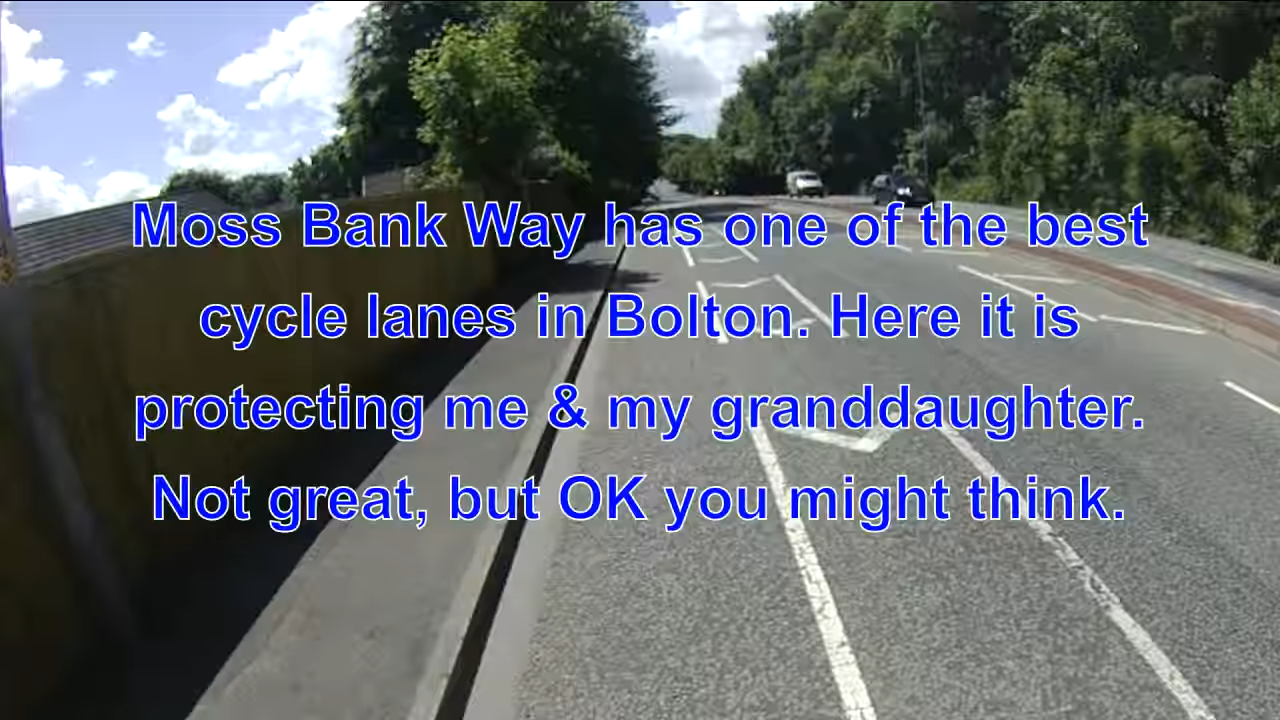 Moss Bank Way has one of the best
cycle lanes in Bolton. Here it is
protecting me & my granddaughter.
Not great, but OK you might think.